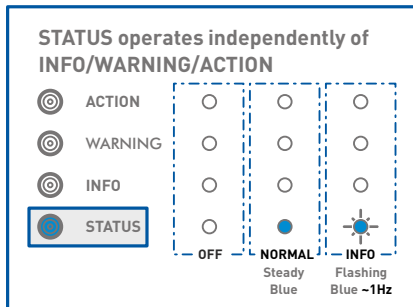 STATUS operates independently of
INFO/WARNING/ACTION
ACTION
WARNING
INFO
STATUS
OFF NORMAL INFO
Steady Flashing
Blue Blue ~1Hz